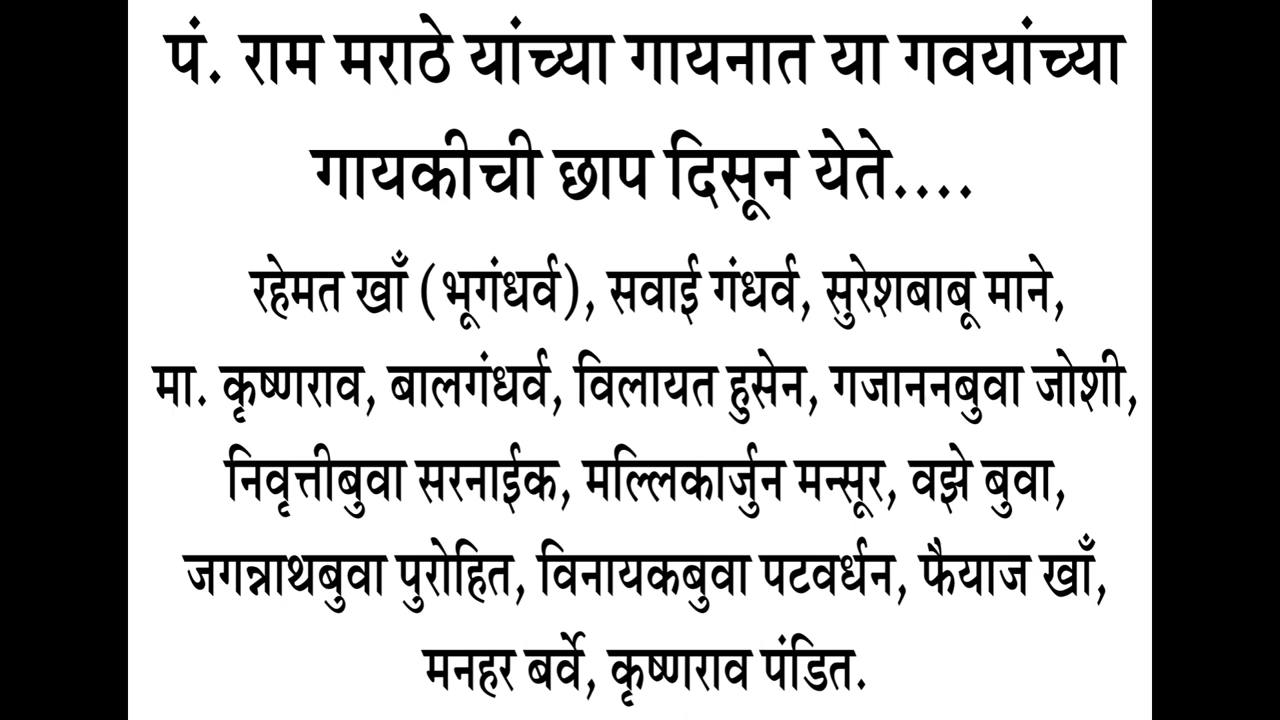 पं. राम मराठे यांच्या गायनात या गवयांच्या
गायकीची छाप दिसून येते....
रहेमत खाँ (भूगंधर्व), सवाई गंधर्व, सुरेशबाबू माने,
मा. कृष्णराव, बालगंधर्व, विलायत हुसेन, गजाननबुवा जोशी,
निवृत्तीबुवा सरनाईक, मल्लिकार्जुन मन्सूर, वझे बुवा,
जगन्नाथबुवा पुरोहित, विनायकबुवा पटवर्धन, फैयाज खाँ,
मनहर बर्वे, कृष्णराव पंडित.